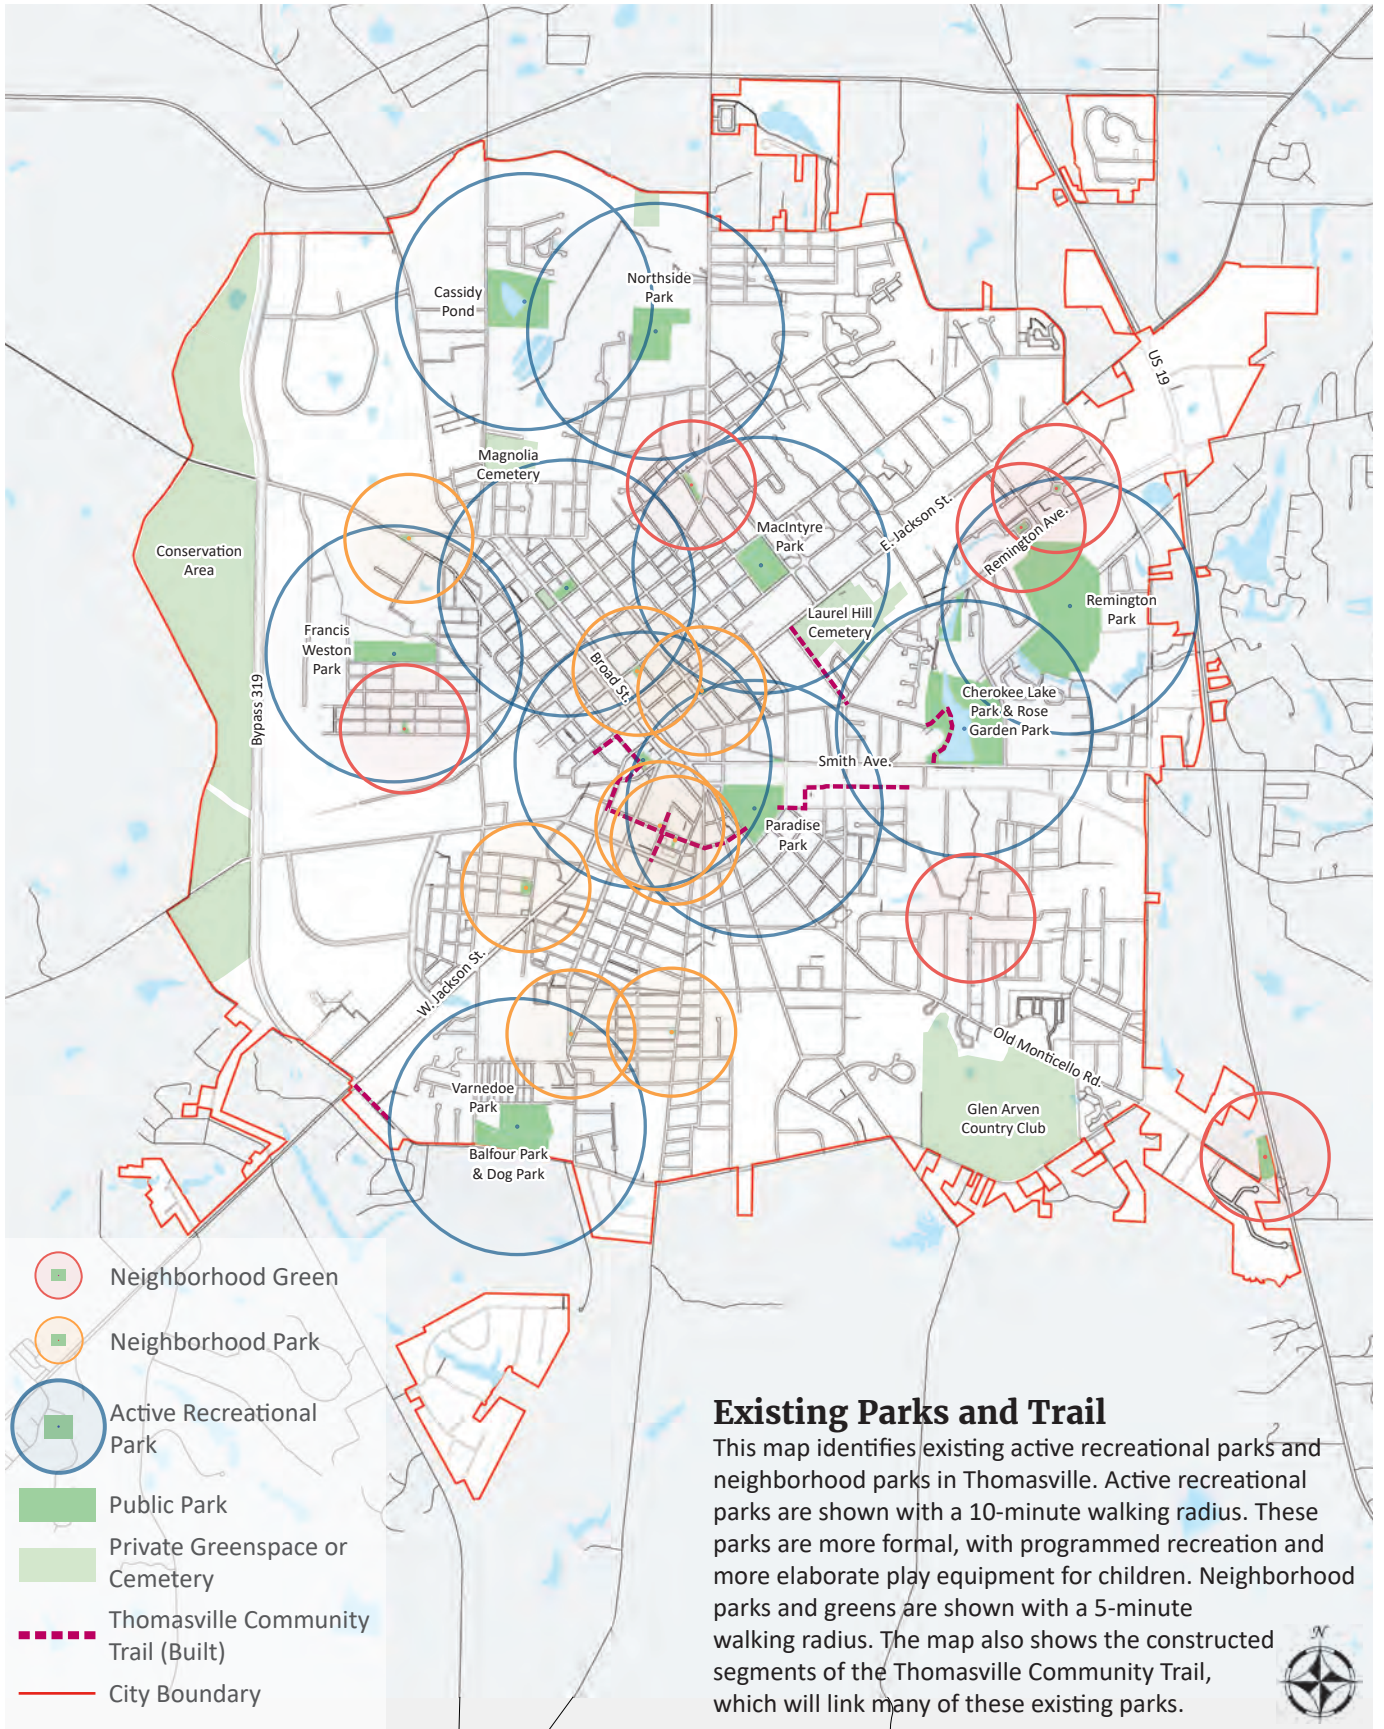 US 19
Cassidy
Pond
Northside
Park
Magnolia
Cemetery
MacIntyre
Park
E. Jackson St.
Remington Ave.
Conservation
Area
Remington
Park
Laurel Hill
Cemetery
Francis
Weston
Park
Broad St.
Bypass 319
Cherokee Lake
Park & Rose
Garden Park
Smith Ave.
Paradise
Park
W. Jackson St.
Old Monticello Rd.
Varnedoe
Park
Glen Arven
Country Club
Balfour Park
& Dog Park
Neighborhood Green
Neighborhood Park
Active Recreational
Park
Public Park
Private Greenspace or
Cemetery
Thomasville Community
Trail (Built)
City Boundary
Existing Parks and Trail
This map identifies existing active recreational parks and
neighborhood parks in Thomasville. Active recreational
parks are shown with a 10-minute walking radius. These
parks are more formal, with programmed recreation and
more elaborate play equipment for children. Neighborhood
parks and greens are shown with a 5-minute
walking radius. The map also shows the constructed
segments of the Thomasville Community Trail,
which will link many of these existing parks.
N